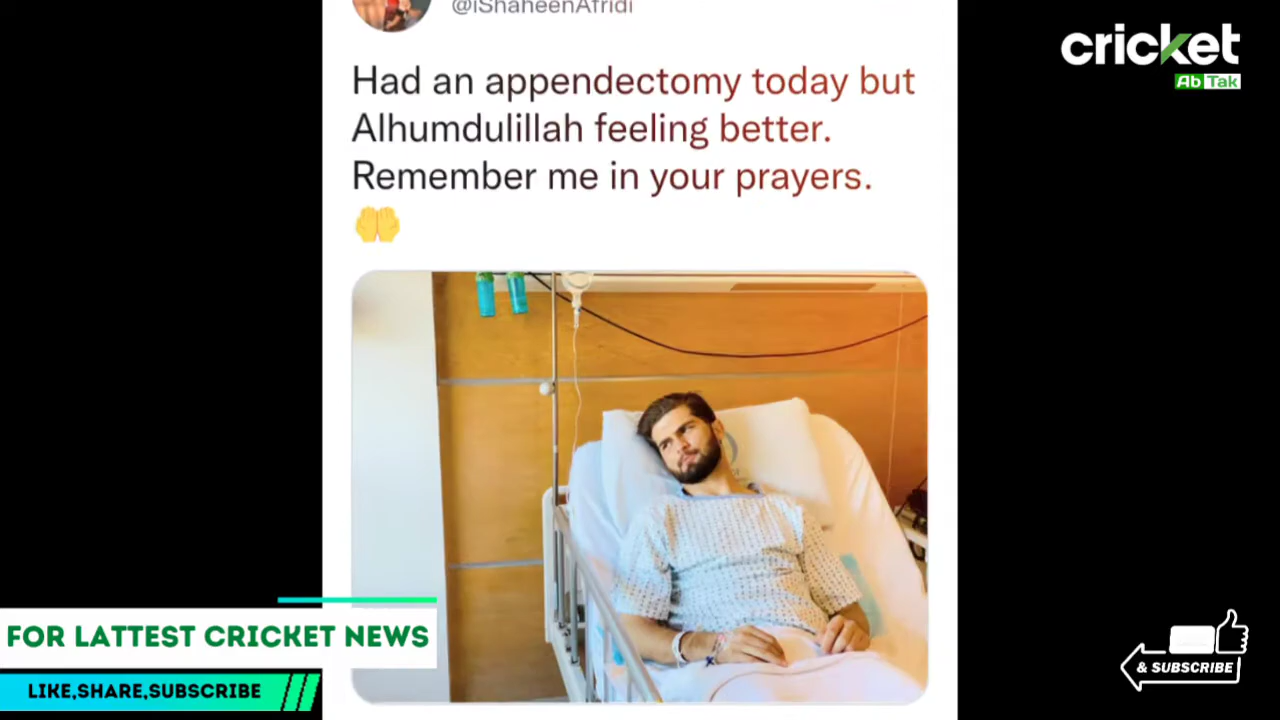 @iShaheenAfridi
cricket
Ab Tak
Had an appendectomy today but
Alhumdulillah feeling better.
Remember me in your prayers.
🤲
FOR LATTEST CRICKET NEWS
LIKE,SHARE,SUBSCRIBE
& SUBSCRIBE